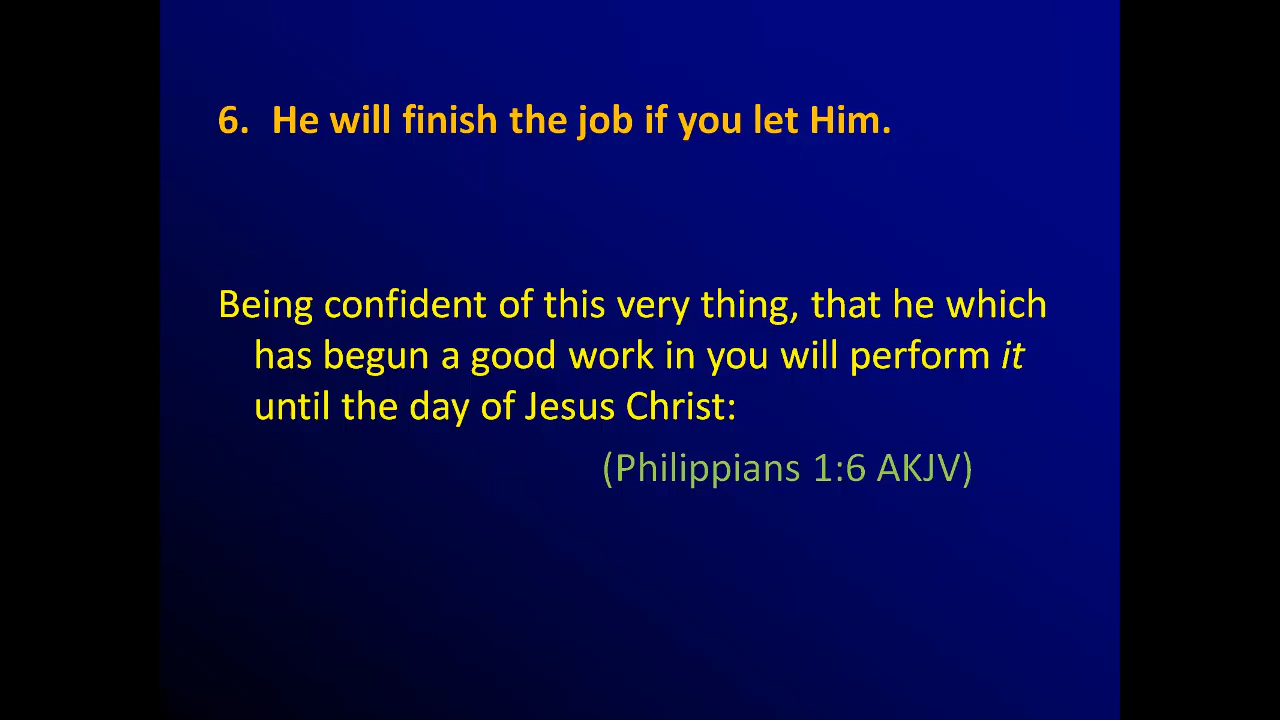 6. He will finish the job if you let Him.
Being confident of this very thing, that he which
has begun a good work in you will perform it
until the day of Jesus Christ:
(Philippians 1:6 AKJV)